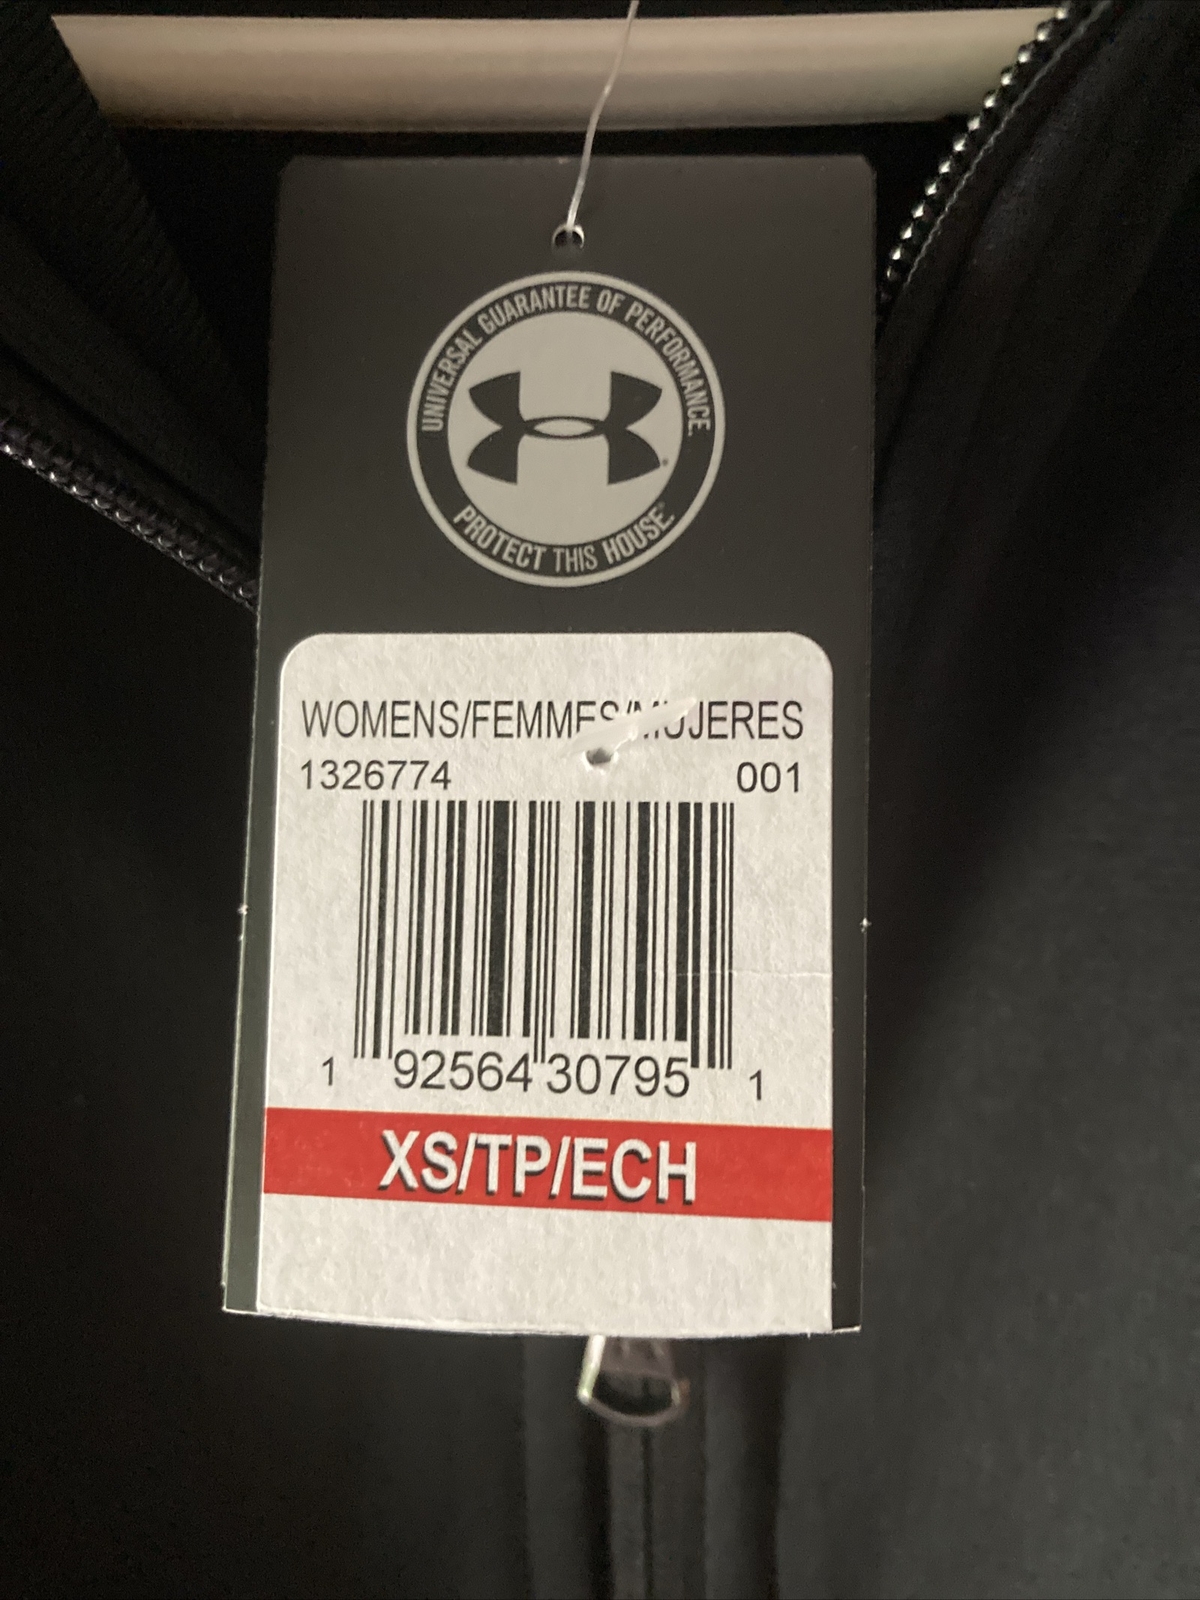 UNIVERSAL GUARANTEE OF PERFORMANCE.
PROTECT THIS HOUSE.
WOMENS/FEMMES/MUJERES
1326774 001
1 92564 30795 1
XS/TP/ECH